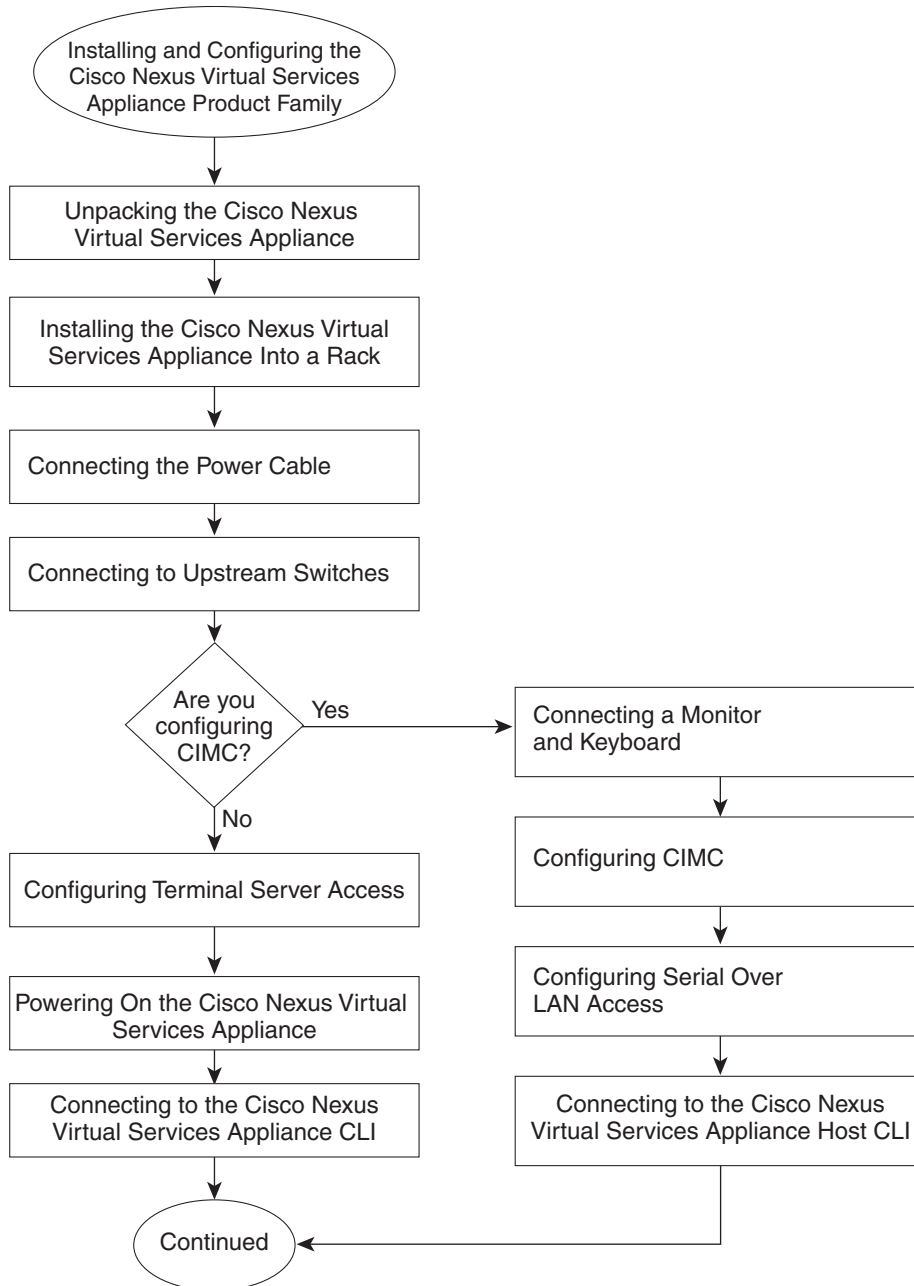 Installing and Configuring the
Cisco Nexus Virtual Services
Appliance Product Family
Unpacking the Cisco Nexus
Virtual Services Appliance
Installing the Cisco Nexus Virtual
Services Appliance Into a Rack
Connecting the Power Cable
Connecting to Upstream Switches
Are you
configuring
CIMC?
Yes
No
Connecting a Monitor
and Keyboard
Configuring CIMC
Configuring Serial Over
LAN Access
Connecting to the Cisco Nexus
Virtual Services Appliance Host CLI
Configuring Terminal Server Access
Powering On the Cisco Nexus Virtual
Services Appliance
Connecting to the Cisco Nexus
Virtual Services Appliance CLI
Continued